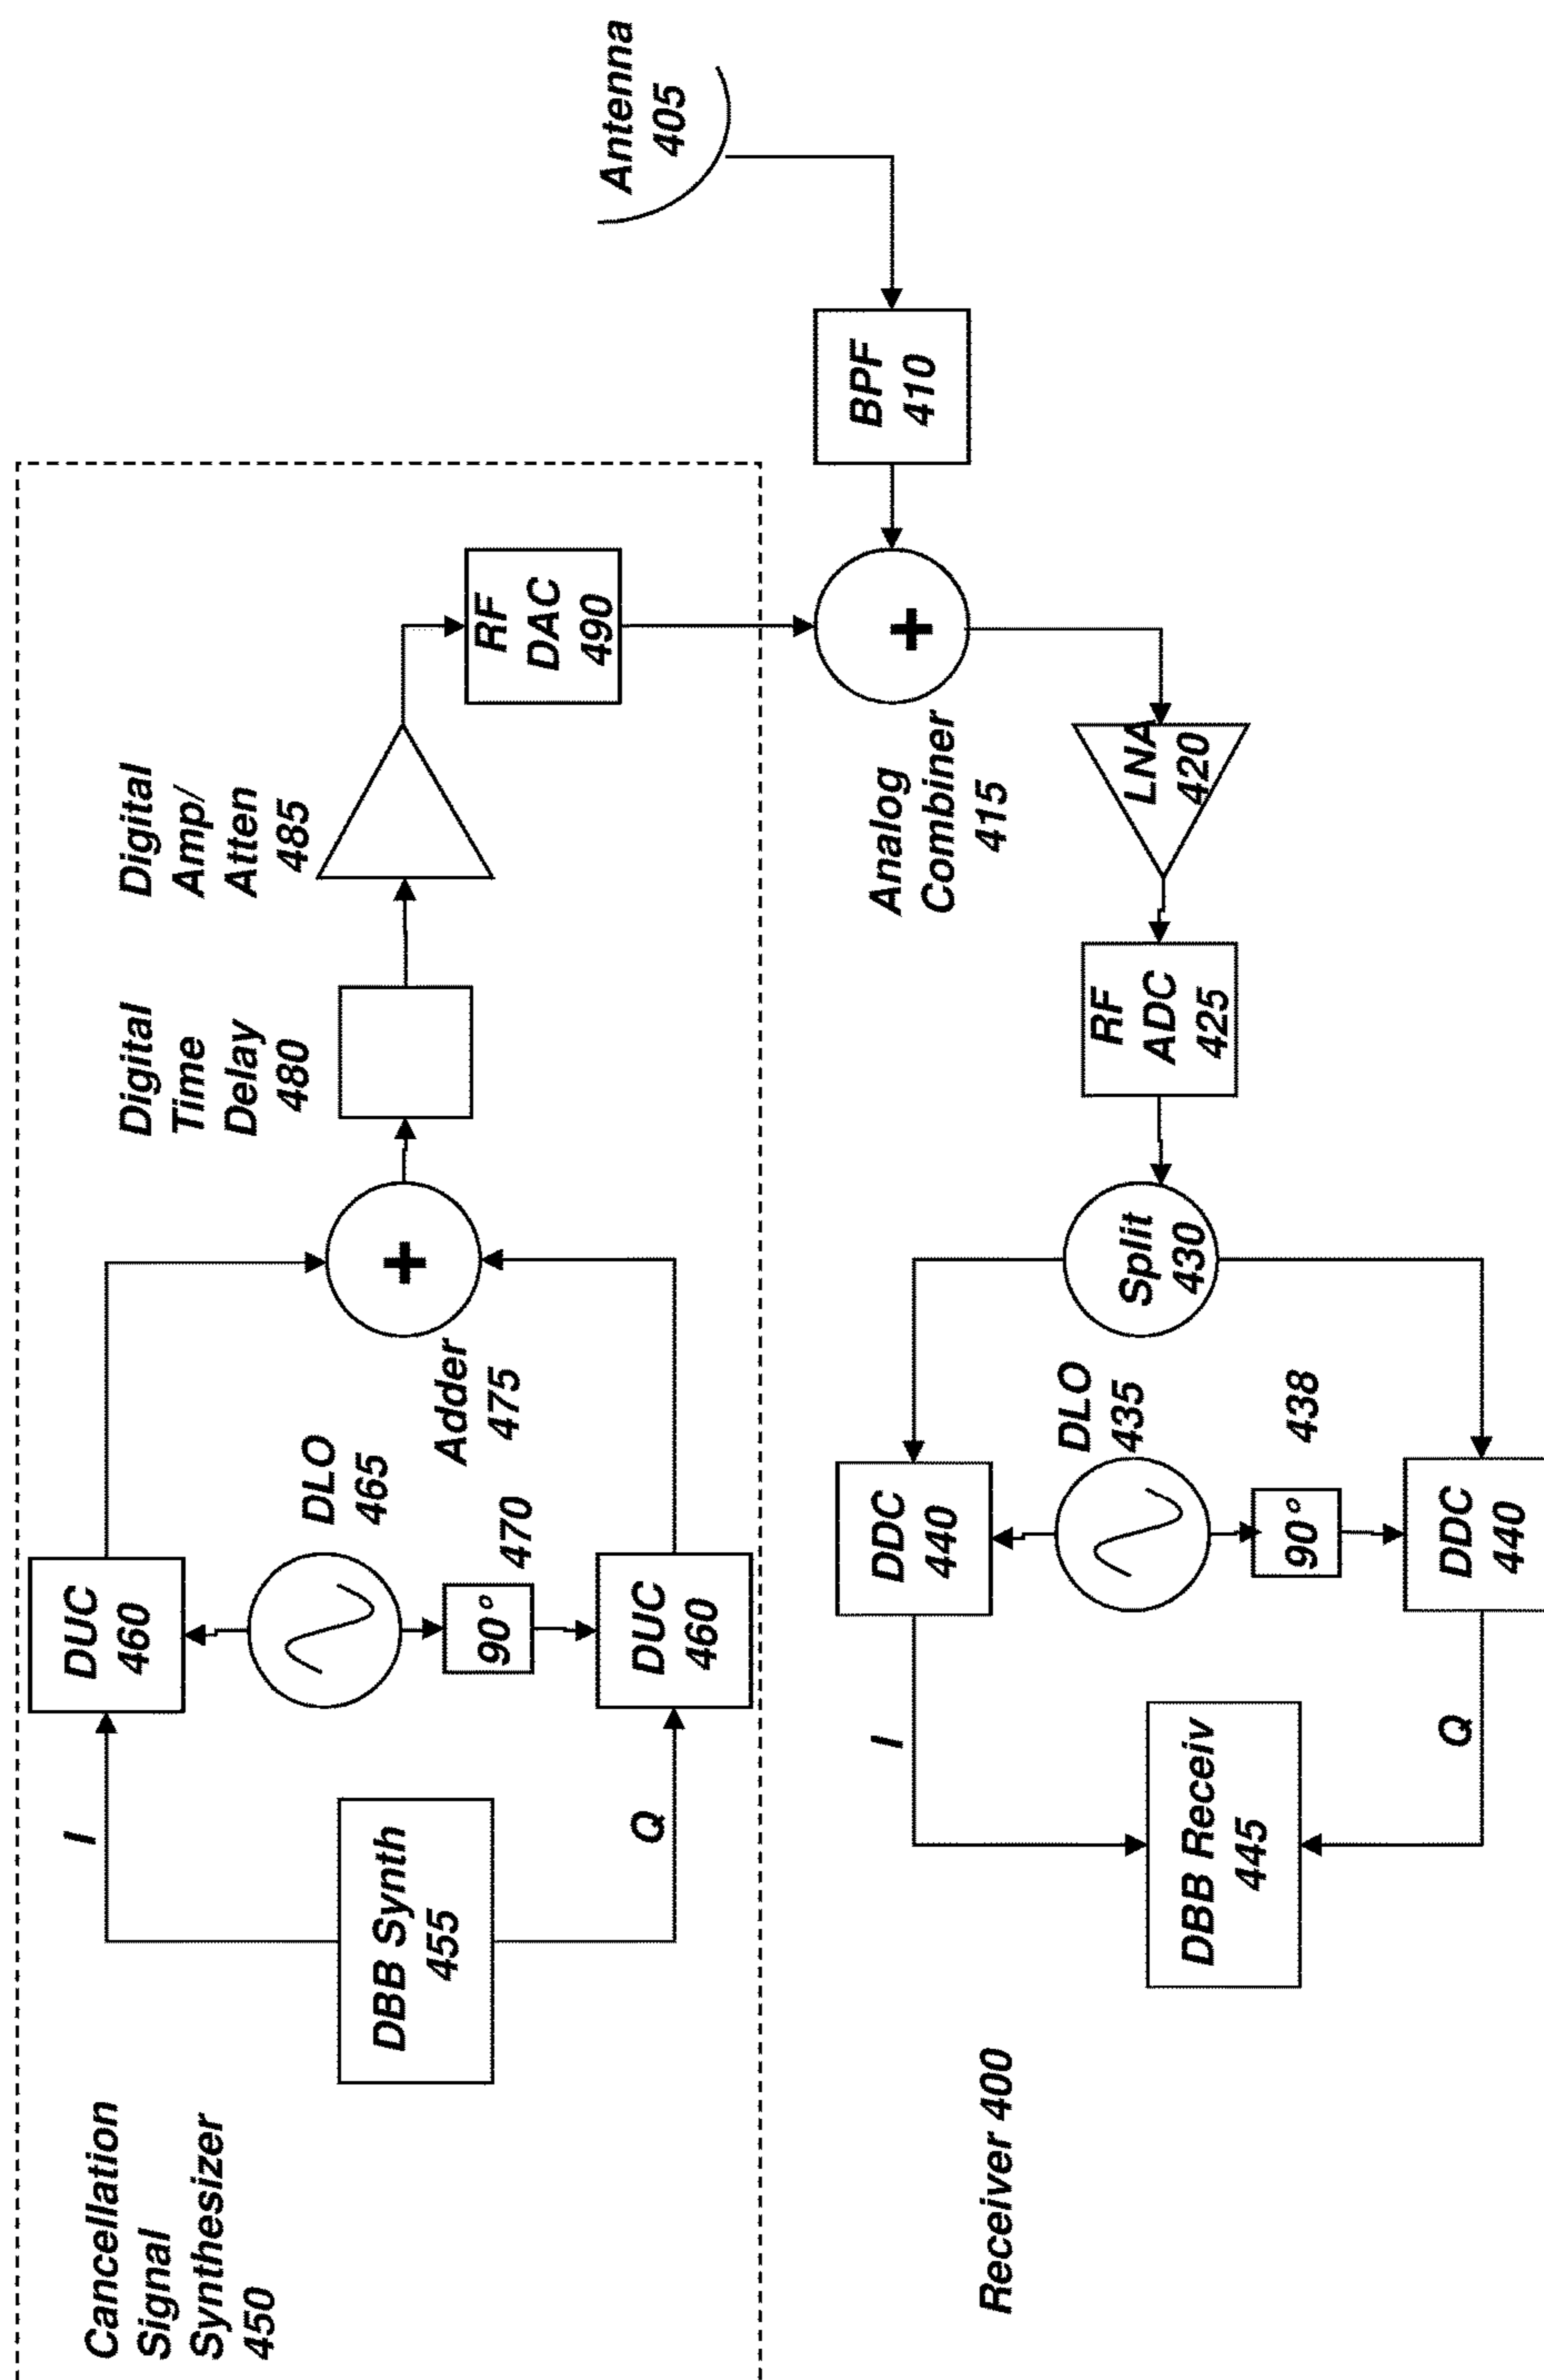 Cancellation
Signal
Synthesizer
450
DBB Synth
455
I
Q
DUC
460
DLO
465
470
90°
DUC
460
Adder
475
+
Digital
Time
Delay
480
Digital
Amp/
Atten
485
RF
DAC
490
Antenna
405
BPF
410
+
Analog
Combiner
415
LNA
420
RF
ADC
425
Split
430
DLO
435
438
90°
DDC
440
DDC
440
I
Q
DBB Receiv
445
Receiver 400